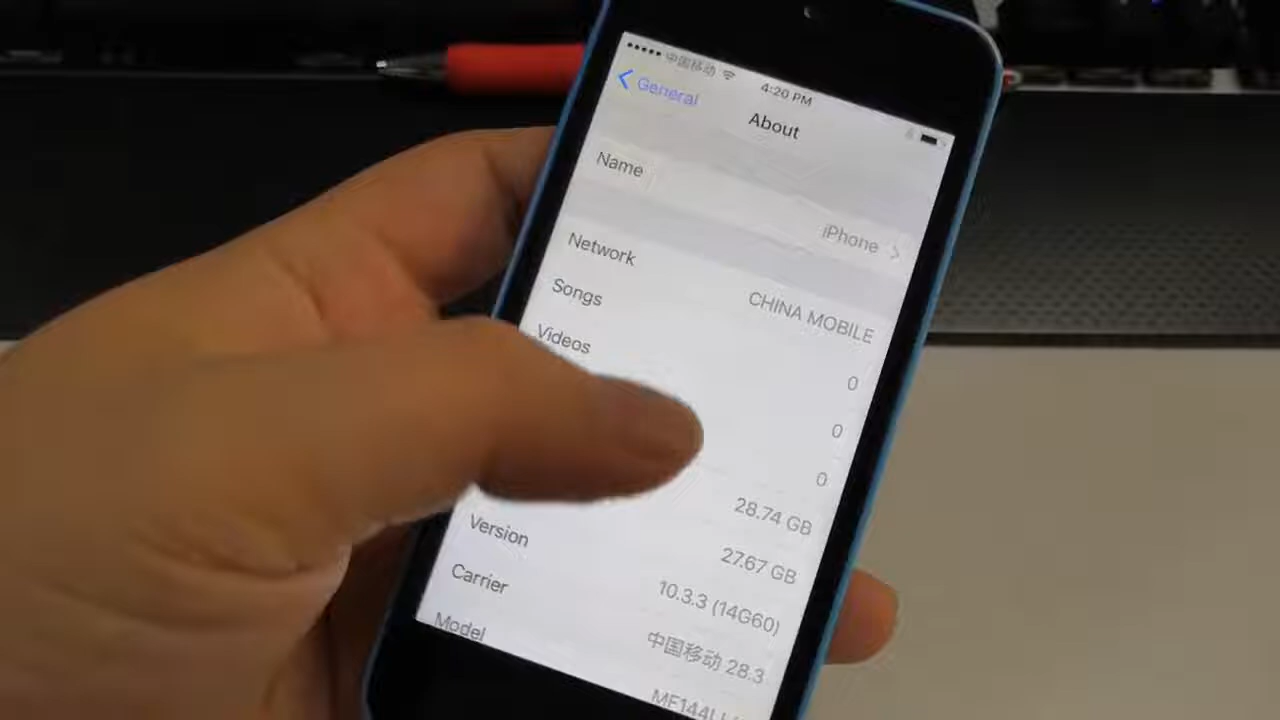 中国移动 4:20 PM
General
About
Name
iPhone
Network
CHINA MOBILE
Songs
0
Videos
0
0
28.74 GB
27.67 GB
Version
10.3.3 (14G60)
Carrier
中国移动 28.3
Model